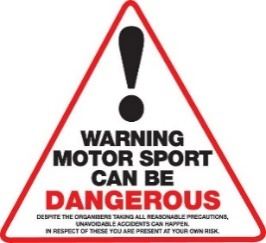 WARNING
MOTOR SPORT
CAN BE
DANGEROUS
DESPITE THE ORGANISERS TAKING ALL REASONABLE PRECAUTIONS,
UNAVOIDABLE ACCIDENTS CAN HAPPEN.
IN RESPECT OF THESE YOU ARE PRESENT AT YOUR OWN RISK.